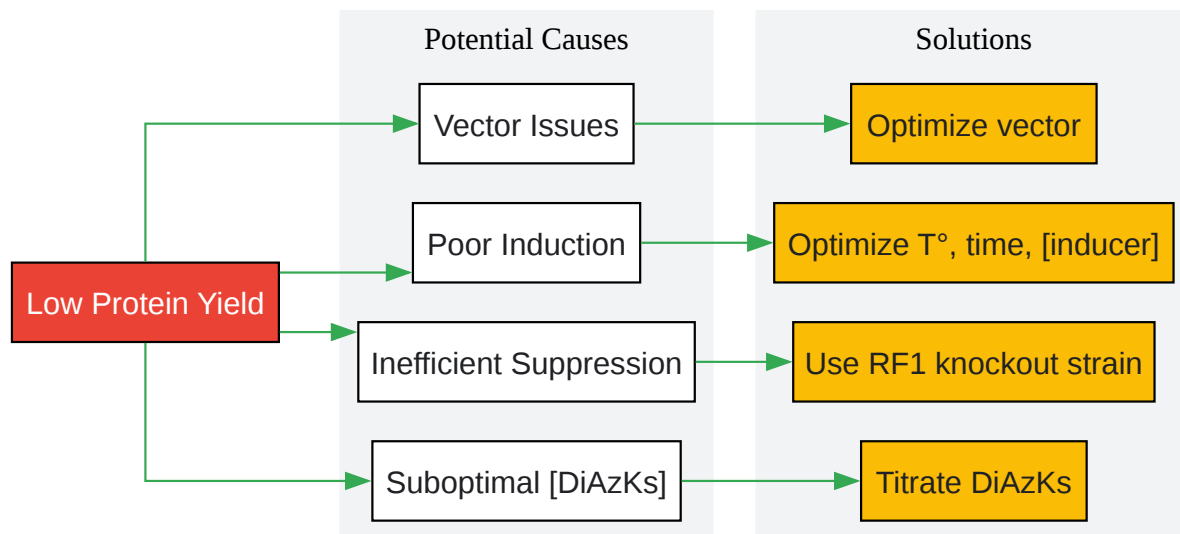 Potential Causes
Solutions
Vector Issues
Optimize vector
Poor Induction
Optimize T°, time, [inducer]
Low Protein Yield
Inefficient Suppression
Use RF1 knockout strain
Suboptimal [DiAzKs]
Titrate DiAzKs